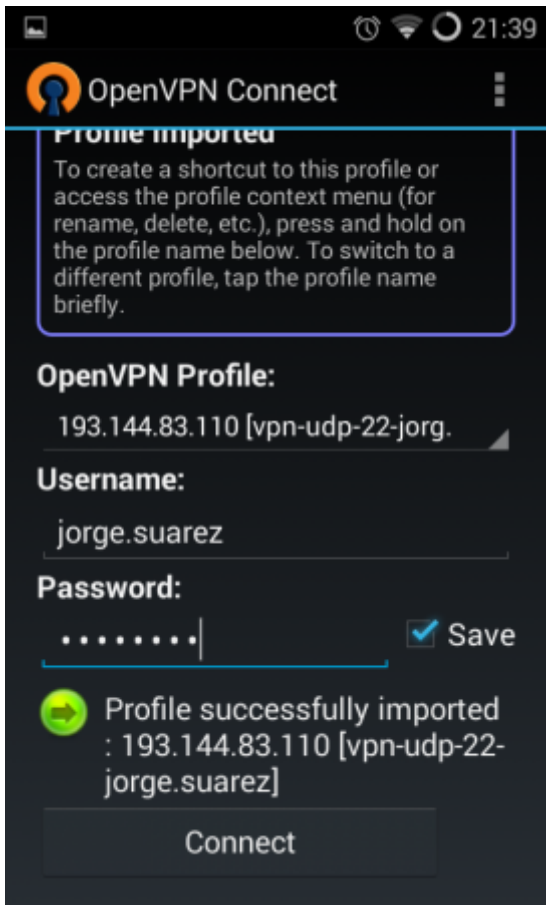 21:39
OpenVPN Connect
Profile Imported
To create a shortcut to this profile or
access the profile context menu (for
rename, delete, etc.), press and hold on
the profile name below. To switch to a
different profile, tap the profile name
briefly.
OpenVPN Profile:
193.144.83.110 [vpn-udp-22-jorg.
Username:
jorge.suarez
Password:
••••••••
Save
Profile successfully imported
: 193.144.83.110 [vpn-udp-22-
jorge.suarez]
Connect